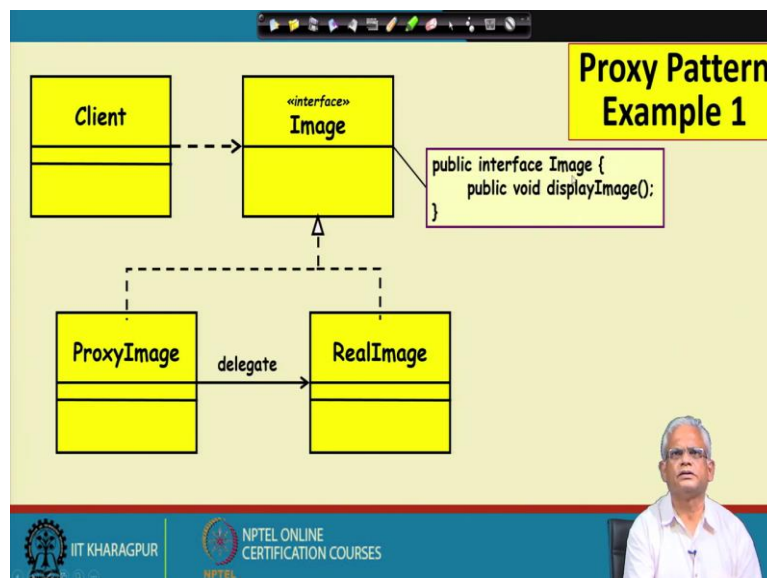 Proxy Pattern
Example 1
Client
«interface»
Image
public interface Image {
public void displayImage();
}
ProxyImage
delegate
RealImage
IIT KHARAGPUR
NPTEL ONLINE
CERTIFICATION COURSES
NPTEL